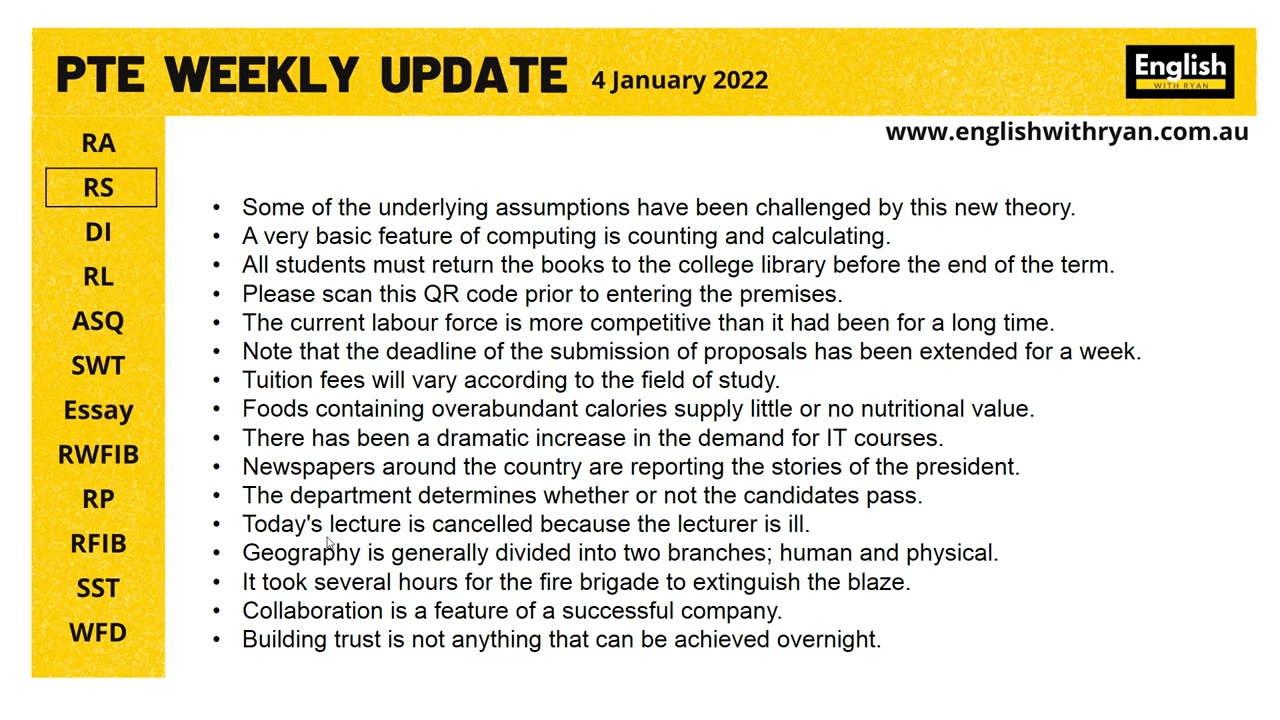 PTE WEEKLY UPDATE 4 January 2022
English
WITH RYAN
www.englishwithryan.com.au
RA
RS
DI
RL
ASQ
SWT
Essay
RWFIB
RP
RFIB
SST
WFD
• Some of the underlying assumptions have been challenged by this new theory.
• A very basic feature of computing is counting and calculating.
• All students must return the books to the college library before the end of the term.
• Please scan this QR code prior to entering the premises.
• The current labour force is more competitive than it had been for a long time.
• Note that the deadline of the submission of proposals has been extended for a week.
• Tuition fees will vary according to the field of study.
• Foods containing overabundant calories supply little or no nutritional value.
• There has been a dramatic increase in the demand for IT courses.
• Newspapers around the country are reporting the stories of the president.
• The department determines whether or not the candidates pass.
• Today's lecture is cancelled because the lecturer is ill.
• Geography is generally divided into two branches; human and physical.
• It took several hours for the fire brigade to extinguish the blaze.
• Collaboration is a feature of a successful company.
• Building trust is not anything that can be achieved overnight.